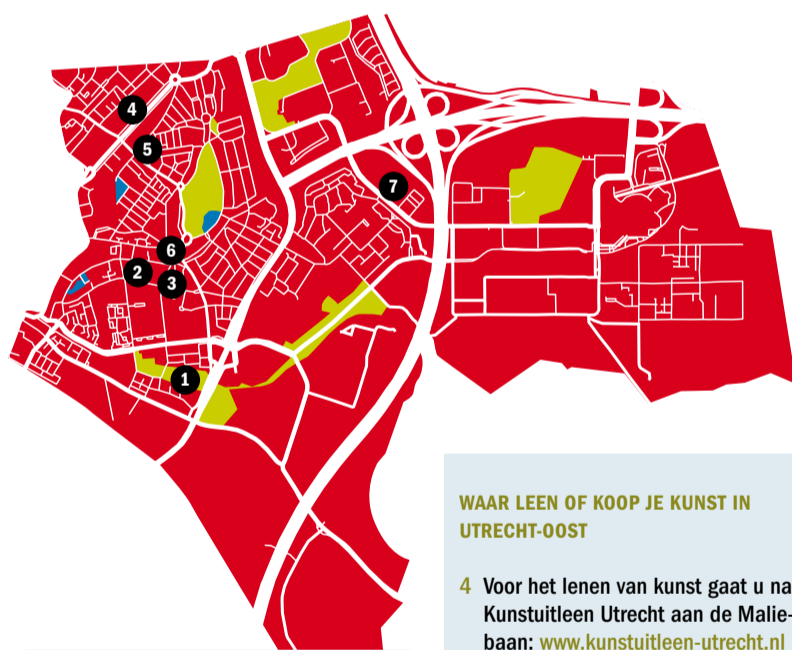 4
5
7
6
2
3
1
WAAR LEEN OF KOOP JE KUNST IN
UTRECHT-OOST
4 Voor het lenen van kunst gaat u na
Kunstuitleen Utrecht aan de Malie-
baan: www.kunstuitleen-utrecht.nl